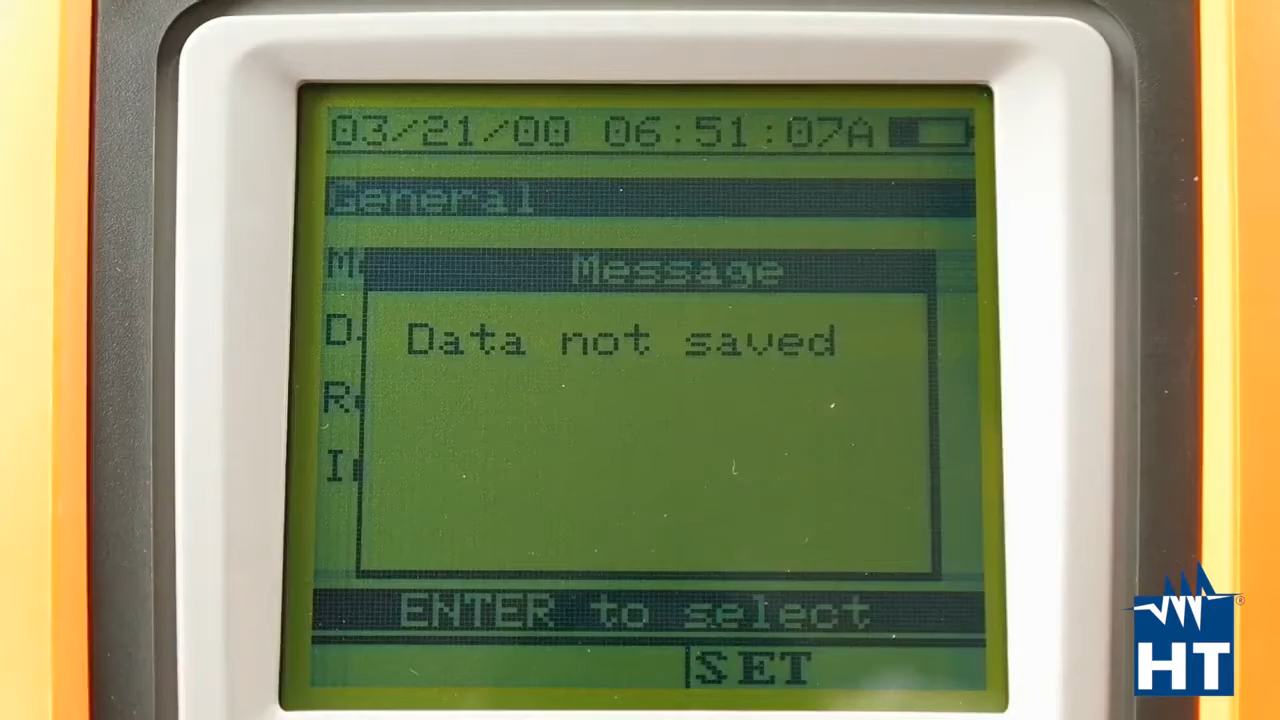 03/21/00 06:51:07A
General
Message
Data not saved
ENTER to select
SET
HT
®